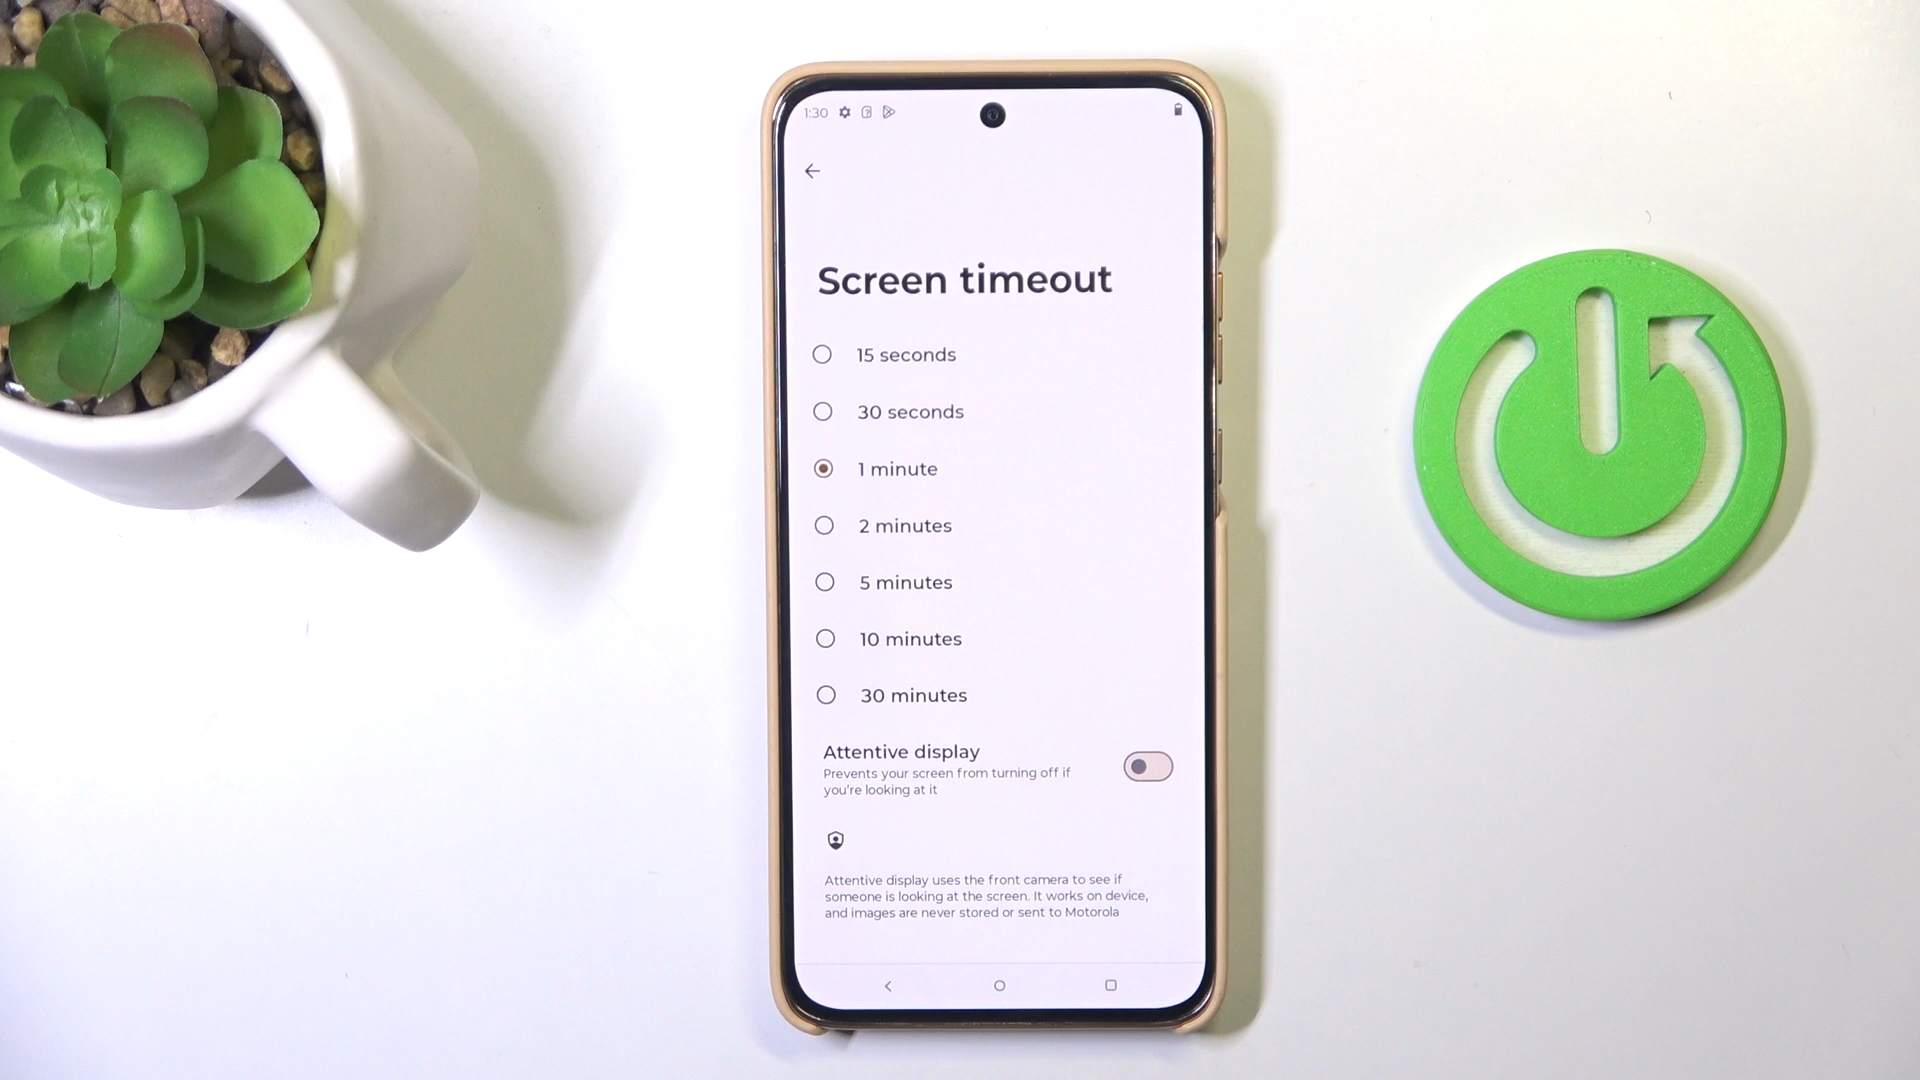 1:30
Screen timeout
15 seconds
30 seconds
1 minute
2 minutes
5 minutes
10 minutes
30 minutes
Attentive display
Prevents your screen from turning off if
you're looking at it
Attentive display uses the front camera to see if
someone is looking at the screen. It works on device,
and images are never stored or sent to Motorola